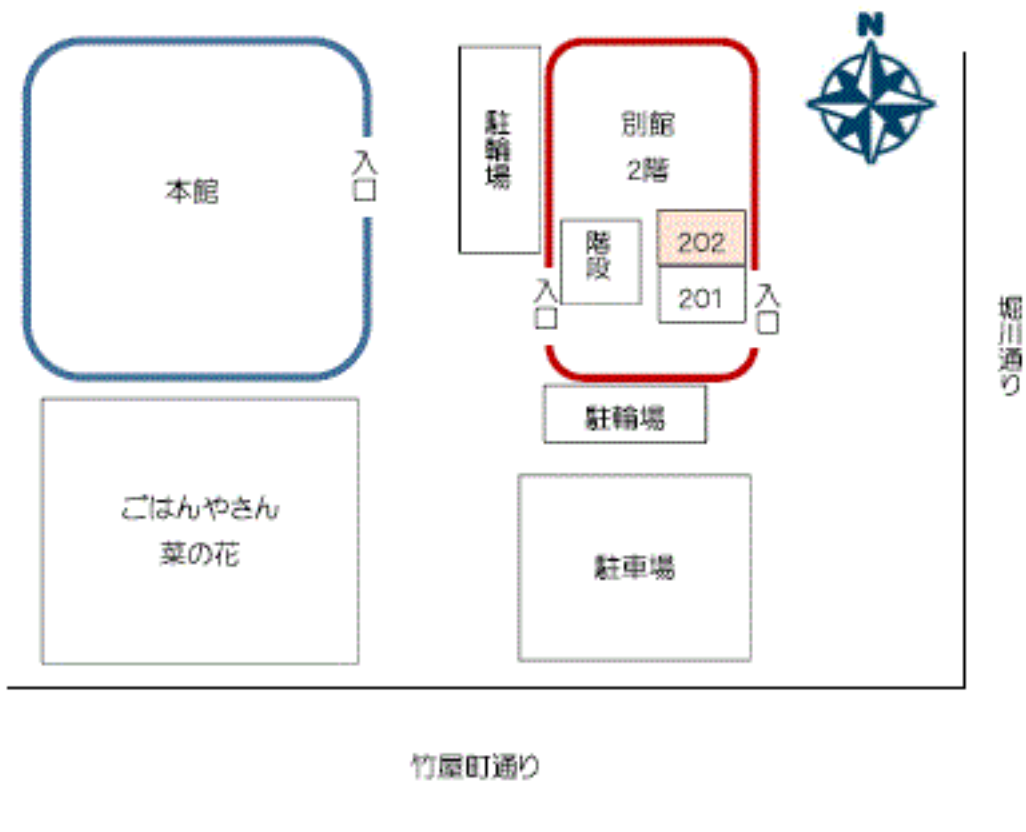 N
本館
入口
駐輪場
別館
2階
階段
202
201
入口
入口
堀川通り
駐輪場
ごはんやさん
菜の花
駐車場
竹屋町通り